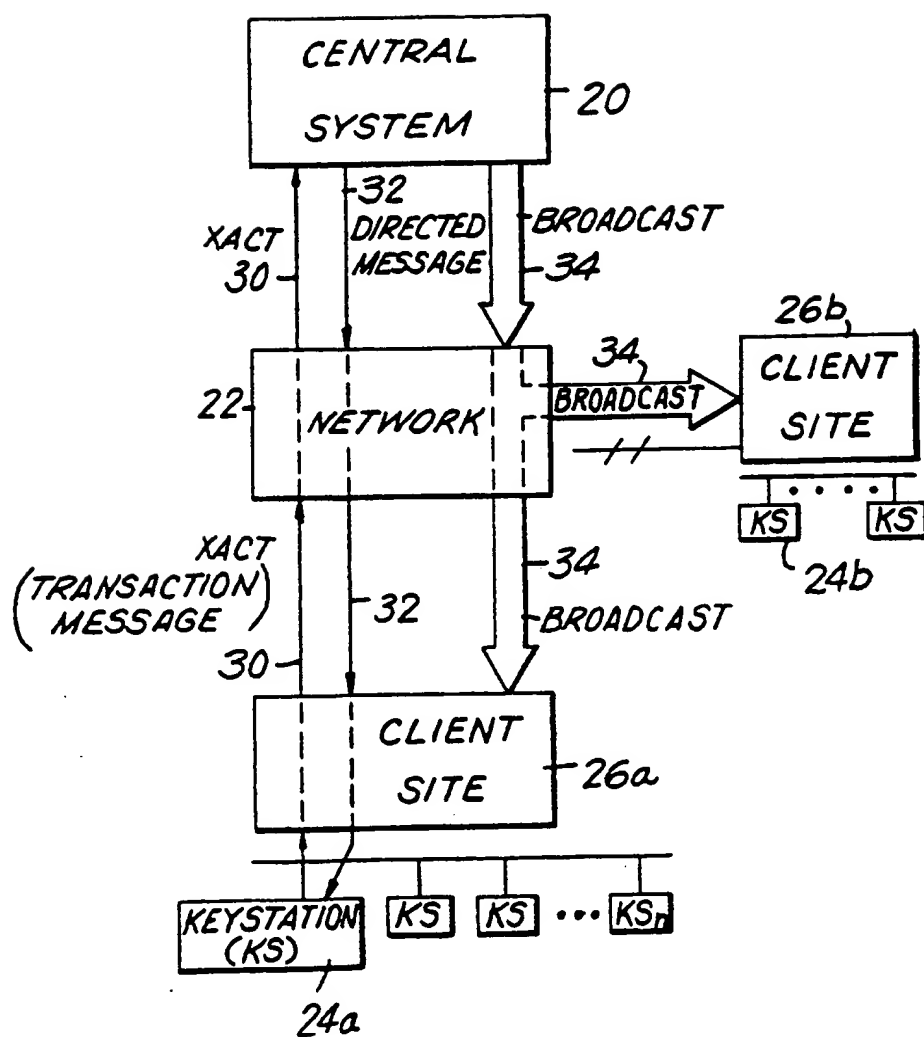 CENTRAL
SYSTEM
20
32
XACT
30
DIRECTED
MESSAGE
BROADCAST
34
26b
CLIENT
SITE
22
NETWORK
34
BROADCAST
KS
KS
24b
XACT
(TRANSACTION
MESSAGE)
30
32
34
BROADCAST
CLIENT
SITE
26a
KEYSTATION
(KS)
KS
KS
KSn
24a